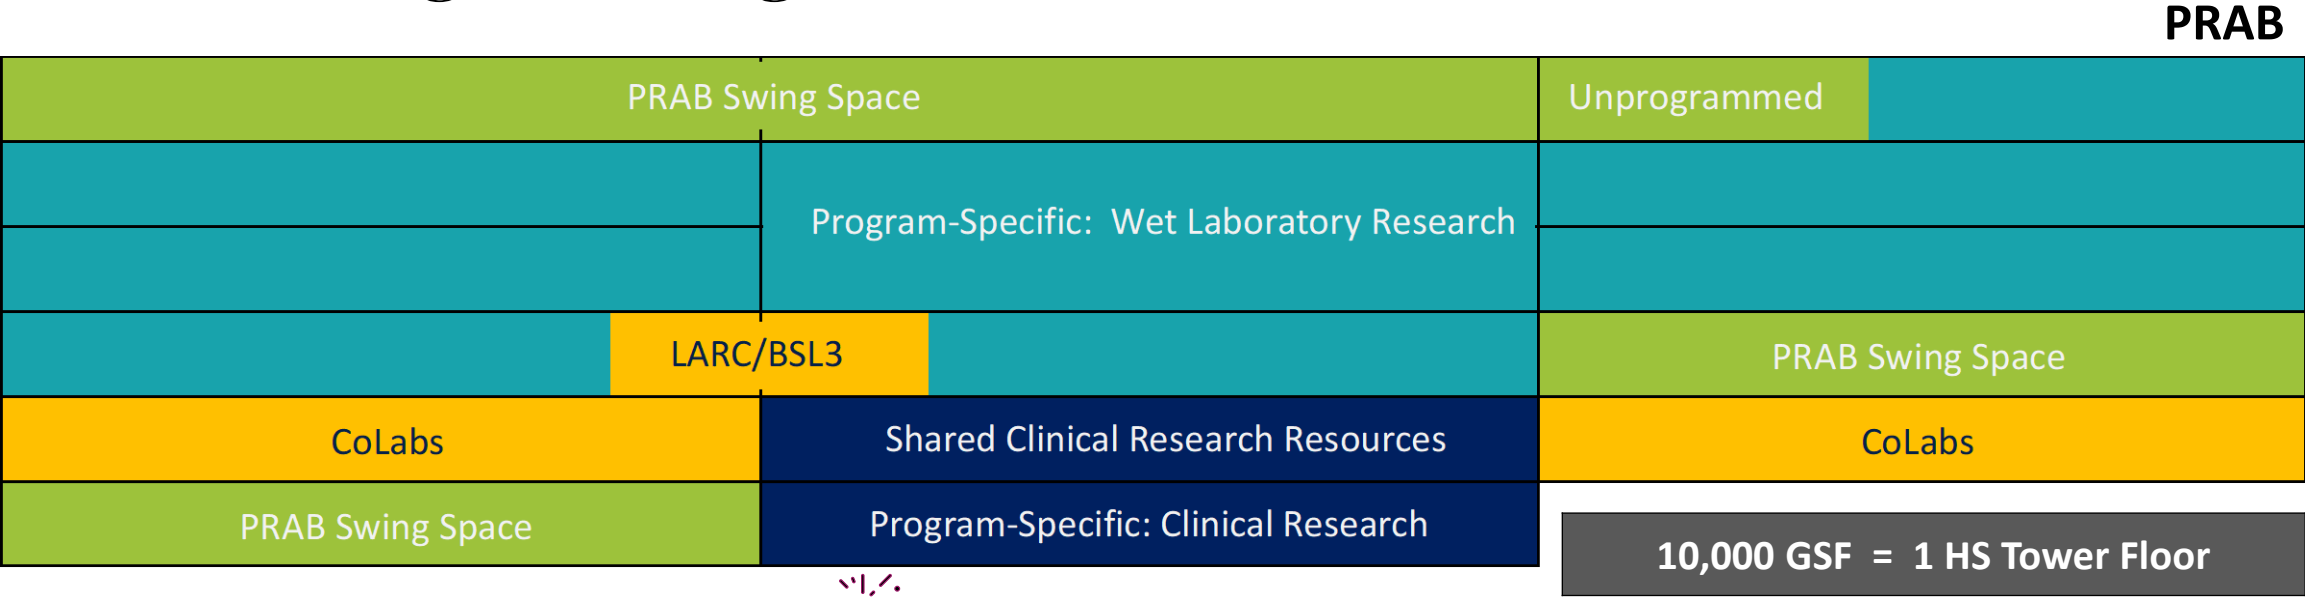 PRAB
PRAB Swing Space
Unprogrammed
Program-Specific:  Wet Laboratory Research
LARC/BSL3
PRAB Swing Space
CoLabs
Shared Clinical Research Resources
CoLabs
PRAB Swing Space
Program-Specific: Clinical Research
10,000 GSF  =  1 HS Tower Floor